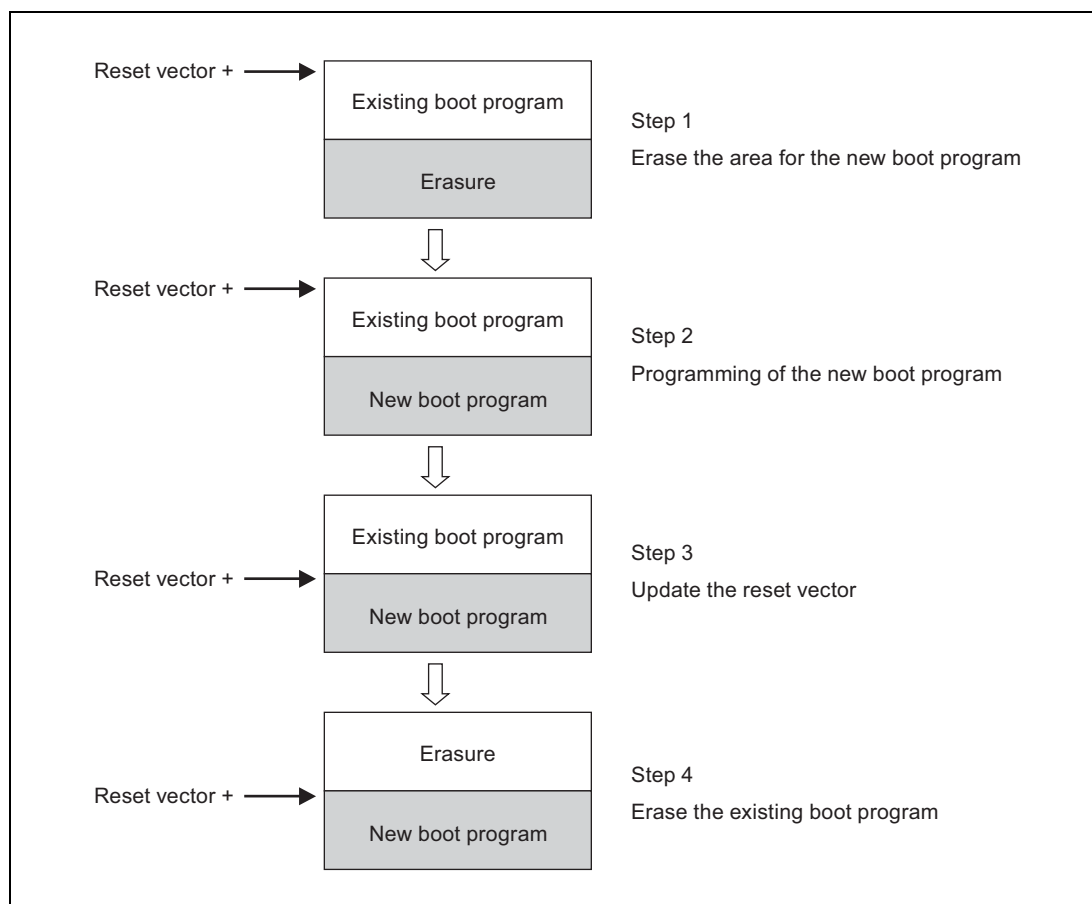 Reset vector +
Existing boot program
Erasure
Step 1
Erase the area for the new boot program
Reset vector +
Existing boot program
New boot program
Step 2
Programming of the new boot program
Existing boot program
Reset vector +
New boot program
Step 3
Update the reset vector
Erasure
Reset vector +
New boot program
Step 4
Erase the existing boot program